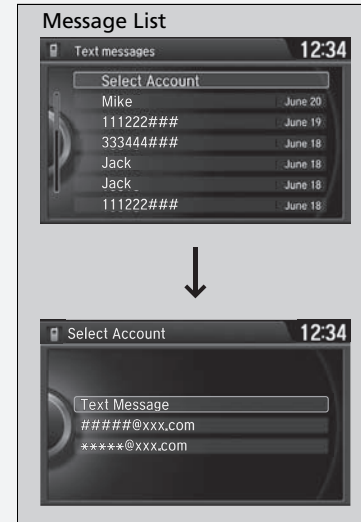 Message List
Text messages 12:34
Select Account
Mike June 20
111222### June 19
333444### June 18
Jack June 18
Jack June 18
111222### June 18
Select Account 12:34
Text Message
#####@xxx.com
*****@xxx.com